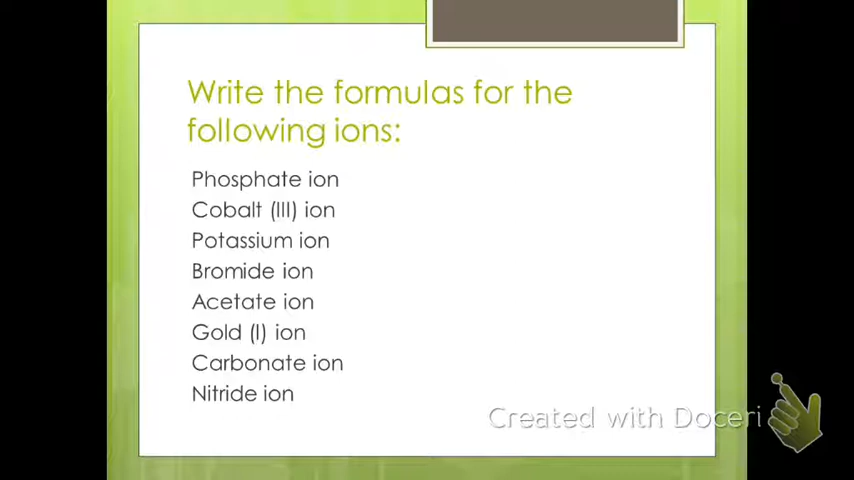 Write the formulas for the
following ions:
Phosphate ion
Cobalt (III) ion
Potassium ion
Bromide ion
Acetate ion
Gold (I) ion
Carbonate ion
Nitride ion
Created with Doceri